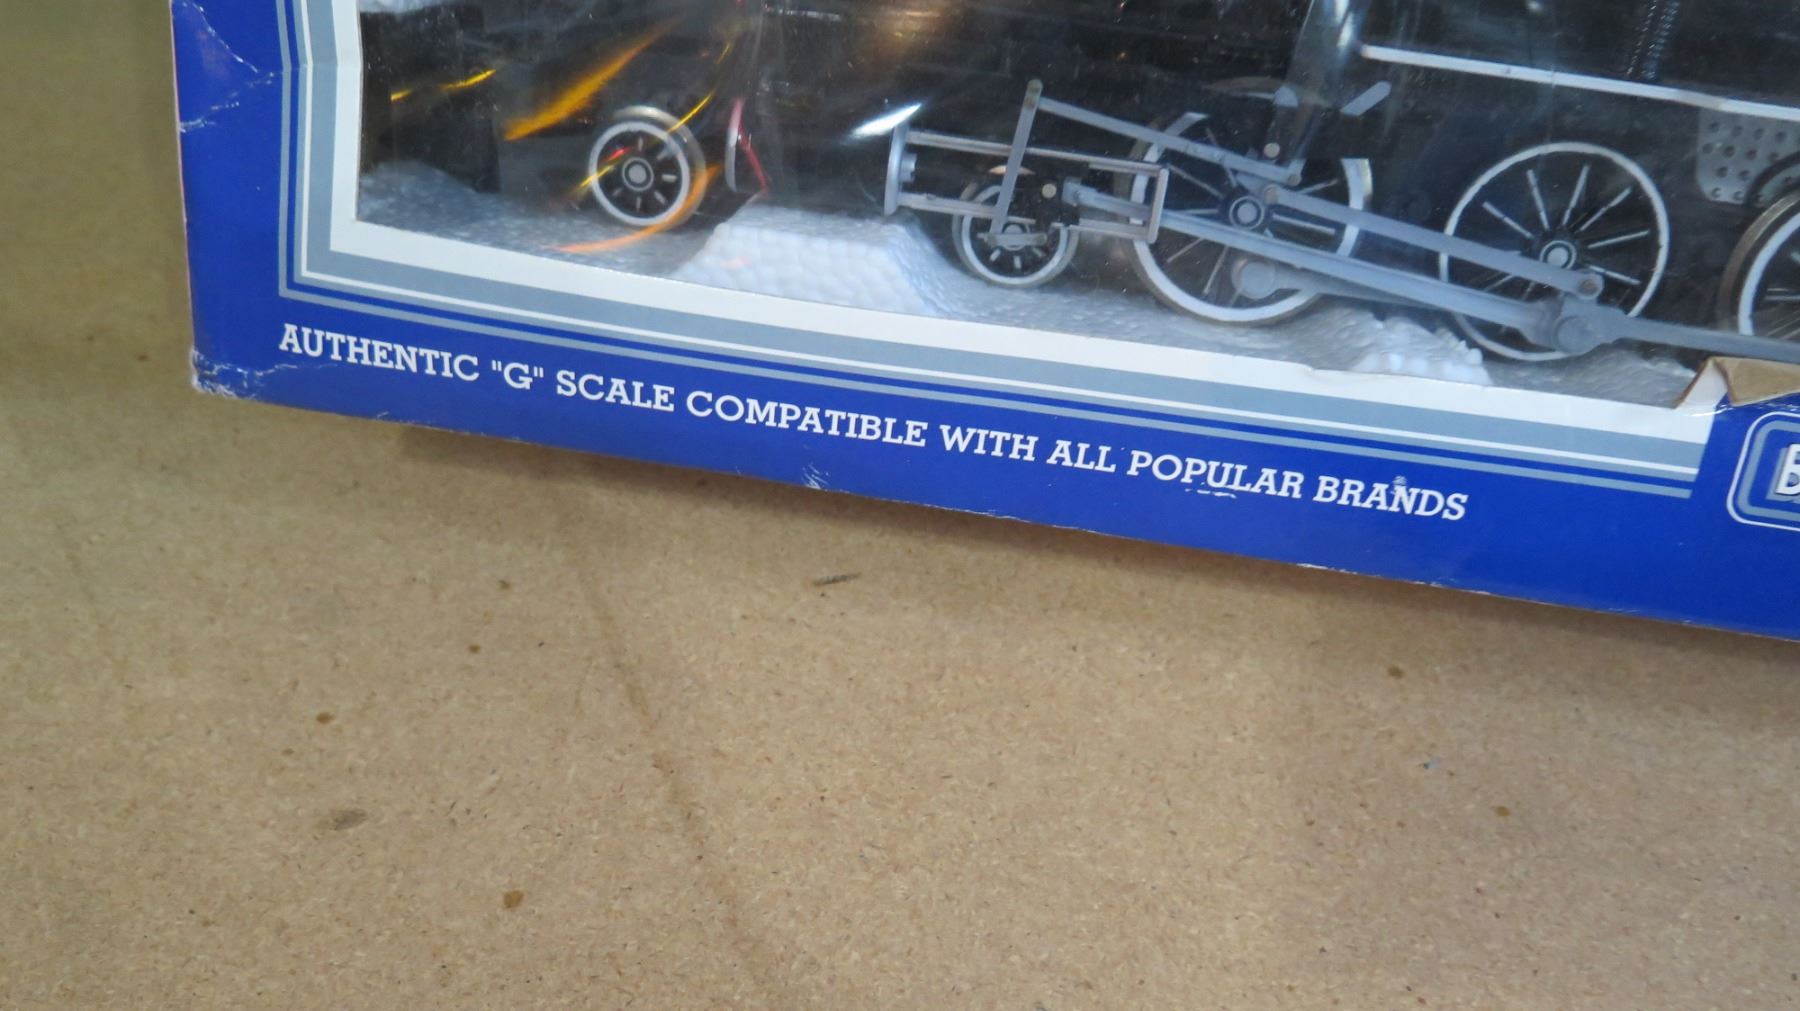 AUTHENTIC "G" SCALE COMPATIBLE WITH ALL POPULAR BRANDS